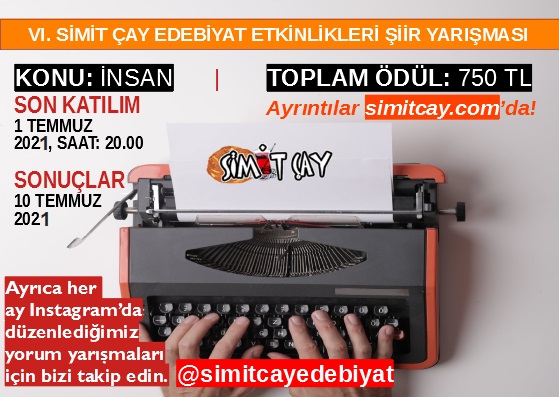 VI. SİMİT ÇAY EDEBİYAT ETKİNLİKLERİ ŞİİR YARIŞMASI
KONU: İNSAN | TOPLAM ÖDÜL: 750 TL
Ayrıntılar simitcay.com'da!
SON KATILIM
1 TEMMUZ
2021, SAAT: 20.00
SİMİT ÇAY
SONUÇLAR
10 TEMMUZ
2021
Ayrıca her
ay Instagram'da
düzenlediğimiz
yorum yarışmaları
için bizi takip edin. @simitcayedebiyat